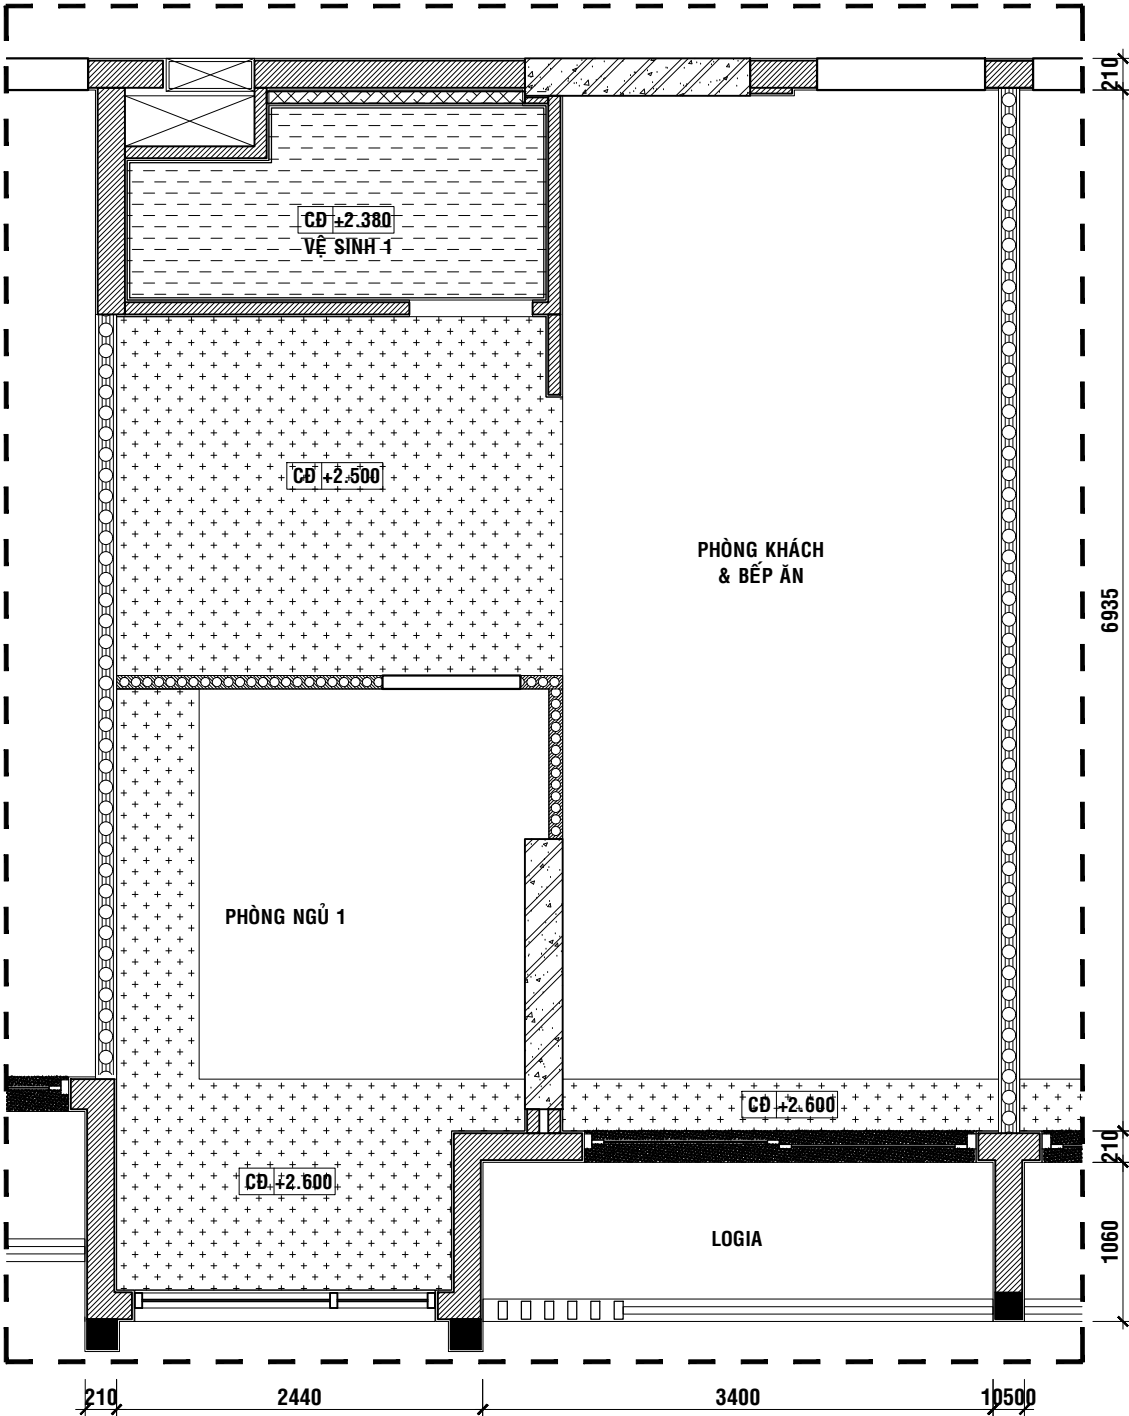 210
CĐ +2.380
VỆ SINH 1
CĐ +2.500
PHÒNG KHÁCH
& BẾP ĂN
6935
PHÒNG NGỦ 1
CĐ +2.600
210
CĐ +2.600
LOGIA
1060
210
2440
3400
10500